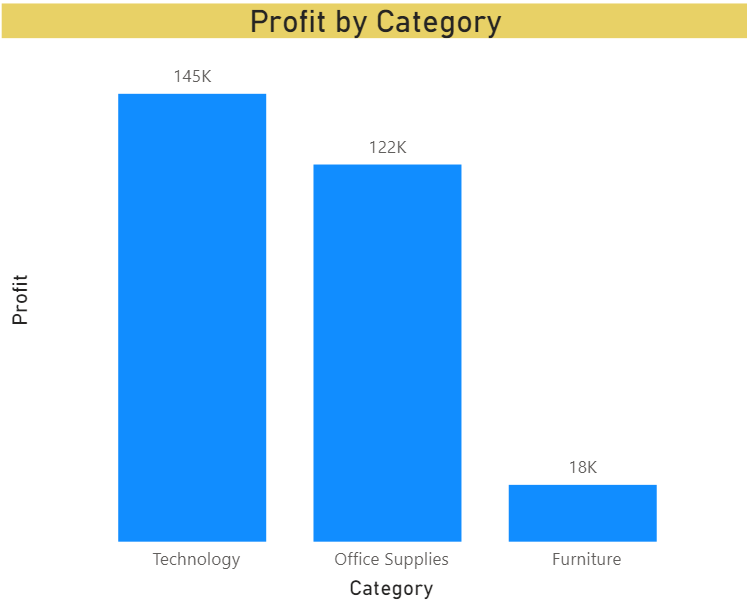 Profit by Category
145K
122K
18K
Profit
Technology
Office Supplies
Furniture
Category